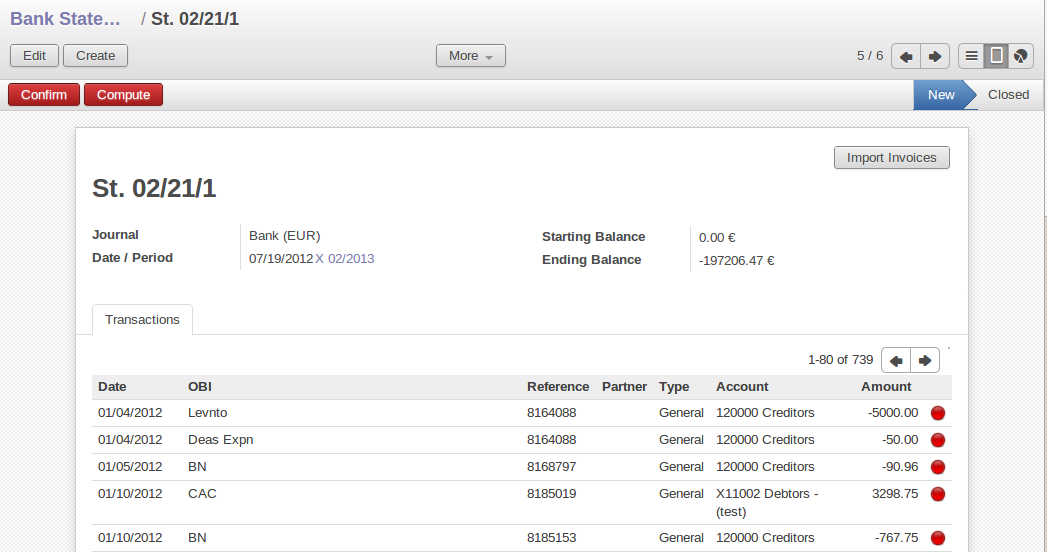 Bank State… / St. 02/21/1
Edit Create More 5 / 6
Confirm Compute New Closed
Import Invoices
St. 02/21/1
Journal Bank (EUR) Starting Balance 0.00 €
Date / Period 07/19/2012 X 02/2013 Ending Balance -197206.47 €
Transactions
1-80 of 739
Date OBI Reference Partner Type Account Amount
01/04/2012 Levnto 8164088 General 120000 Creditors -5000.00
01/04/2012 Deas Expn 8164088 General 120000 Creditors -50.00
01/05/2012 BN 8168797 General 120000 Creditors -90.96
01/10/2012 CAC 8185019 General X11002 Debtors - 3298.75
(test)
01/10/2012 BN 8185153 General 120000 Creditors -767.75